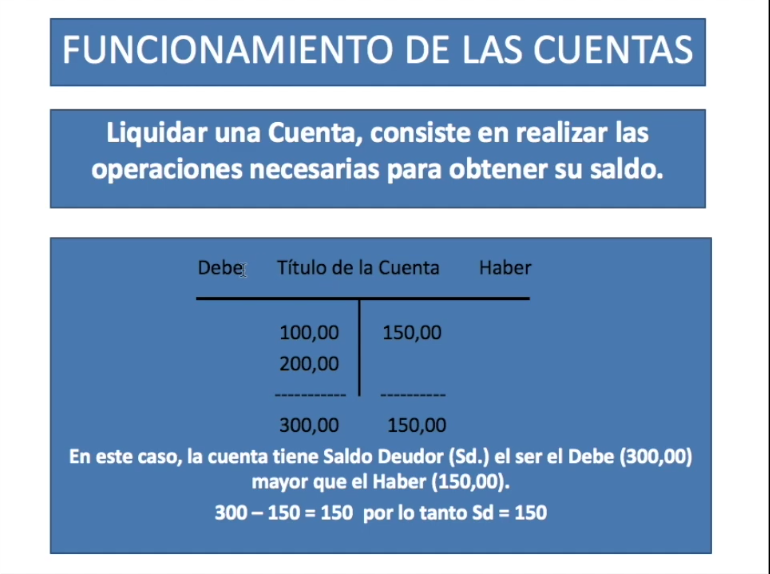 FUNCIONAMIENTO DE LAS CUENTAS
Liquidar una Cuenta, consiste en realizar las
operaciones necesarias para obtener su saldo.
Debe Título de la Cuenta Haber
100,00 150,00
200,00
----------- ----------
300,00 150,00
En este caso, la cuenta tiene Saldo Deudor (Sd.) el ser el Debe (300,00)
mayor que el Haber (150,00).
300 – 150 = 150 por lo tanto Sd = 150